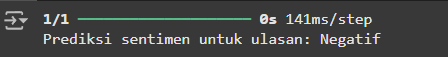 1/1 ━━━━━━━━━━━━━━━━━━━━ 0s 141ms/step
Prediksi sentimen untuk ulasan: Negatif